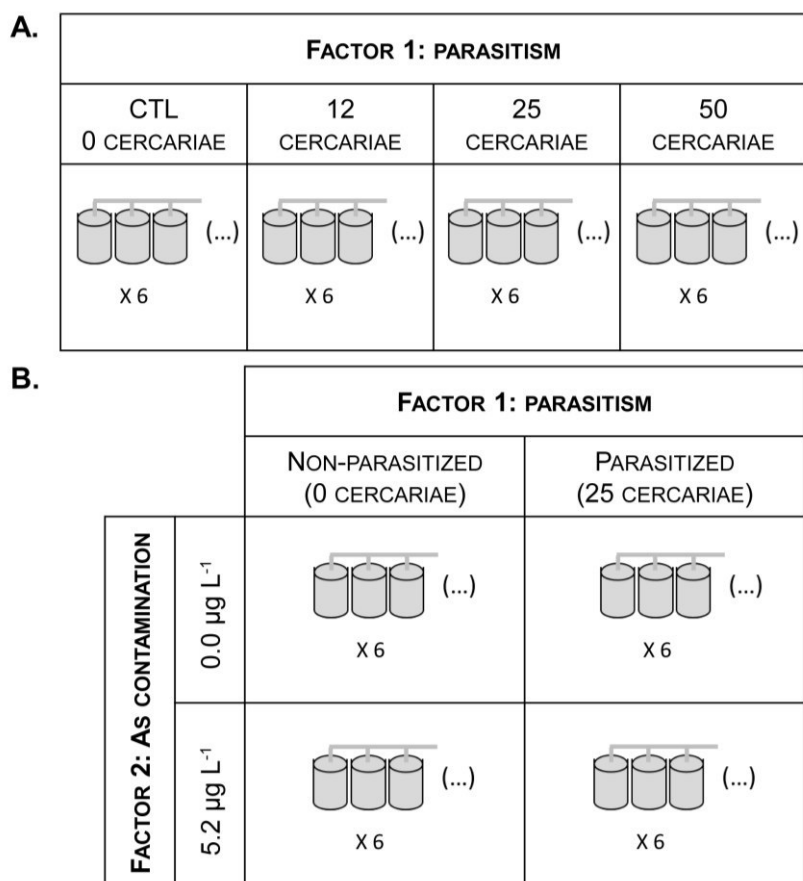 A.
FACTOR 1: PARASITISM
CTL
0 CERCARIAE
12
CERCARIAE
25
CERCARIAE
50
CERCARIAE
(...)
(...)
(...)
(...)
X 6
X 6
X 6
X 6
B.
FACTOR 1: PARASITISM
NON-PARASITIZED
(0 CERCARIAE)
PARASITIZED
(25 CERCARIAE)
FACTOR 2: AS CONTAMINATION
0.0 µg L⁻¹
(...)
(...)
X 6
X 6
5.2 µg L⁻¹
(...)
(...)
X 6
X 6